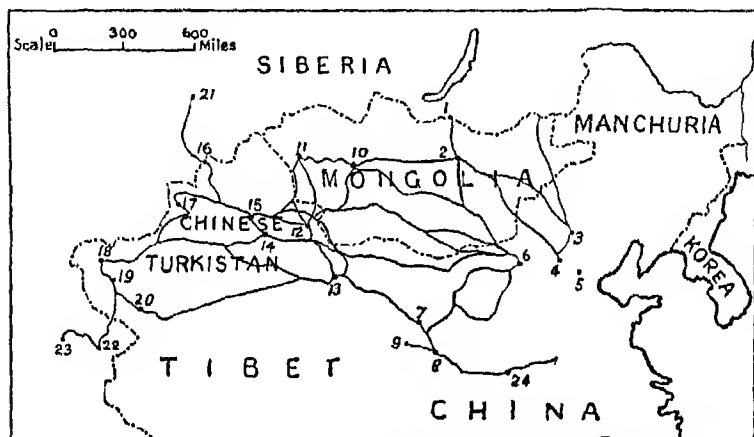 0 300 600
Scale Miles
SIBERIA
21
1
MANCHURIA
16
11
10
2
MONGOLIA
17
15
CHINESE
12
3
18
14
TURKISTAN
6
4
5
KOREA
19
13
20
7
23
22
9
8
TIBET
24
CHINA